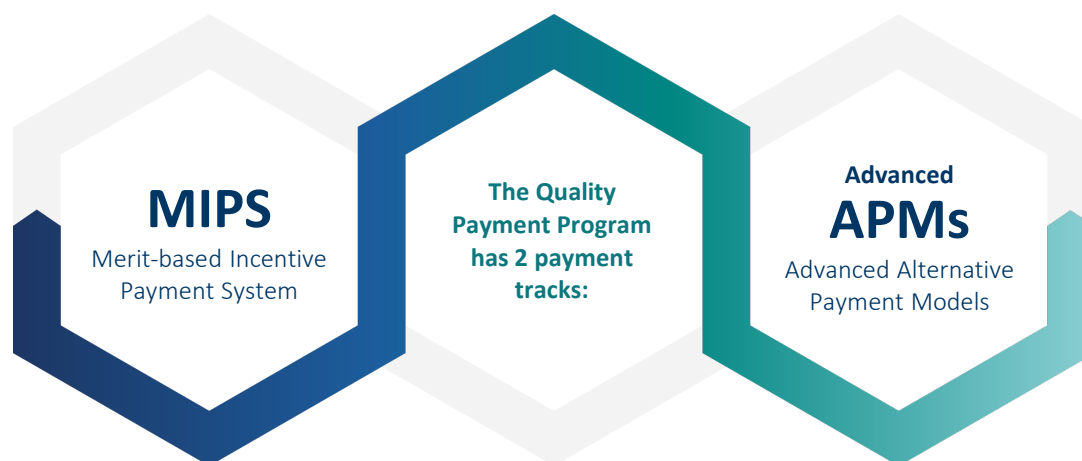 MIPS
Merit-based Incentive
Payment System
The Quality
Payment Program
has 2 payment
tracks:
Advanced
APMs
Advanced Alternative
Payment Models